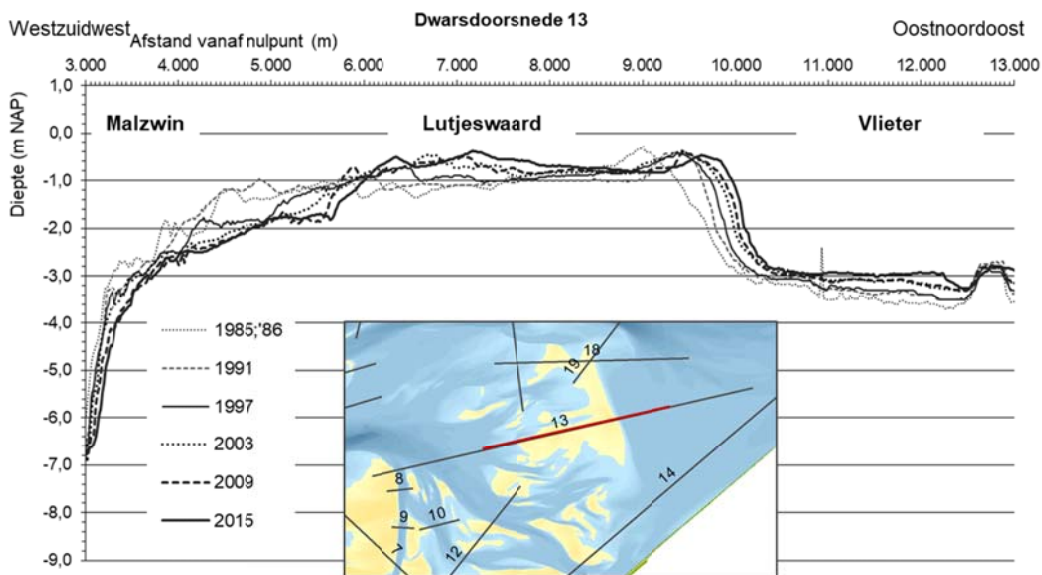 Dwarsdoorsnede 13
Westzuidwest
Oostnoordoost
Afstand vanaf nulpunt (m)
3.000 4.000 5.000 6.000 7.000 8.000 9.000 10.000 11.000 12.000 13.000
Diepte (m NAP)
1,0
0,0
-1,0
-2,0
-3,0
-4,0
-5,0
-6,0
-7,0
-8,0
-9,0
Malzwin
Lutjeswaard
Vlieter
1985;'86
1991
1997
2003
2009
2015
18
19
13
14
8
9
10
7
12